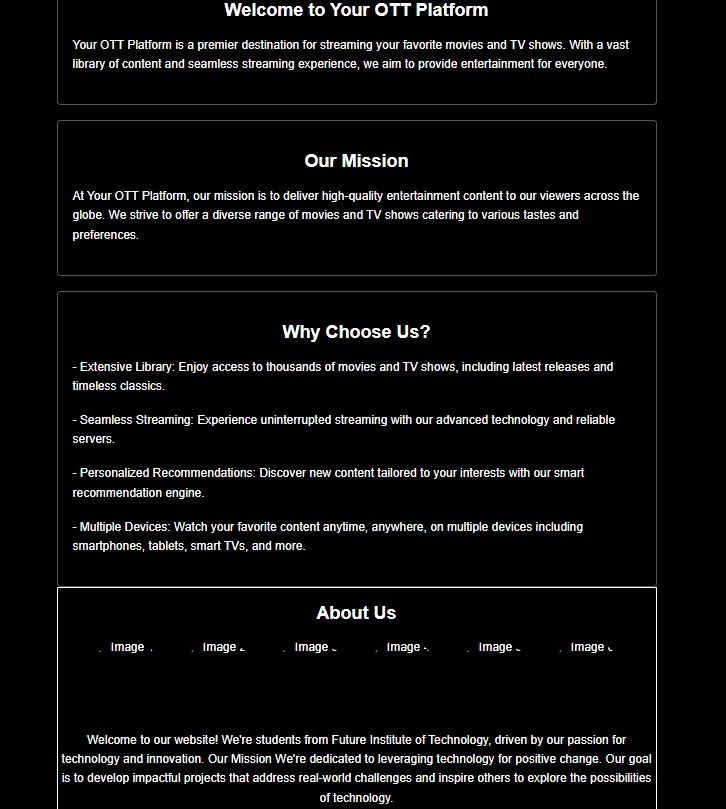 Welcome to Your OTT Platform
Your OTT Platform is a premier destination for streaming your favorite movies and TV shows. With a vast
library of content and seamless streaming experience, we aim to provide entertainment for everyone.
Our Mission
At Your OTT Platform, our mission is to deliver high-quality entertainment content to our viewers across the
globe. We strive to offer a diverse range of movies and TV shows catering to various tastes and
preferences.
Why Choose Us?
- Extensive Library: Enjoy access to thousands of movies and TV shows, including latest releases and
timeless classics.
- Seamless Streaming: Experience uninterrupted streaming with our advanced technology and reliable
servers.
- Personalized Recommendations: Discover new content tailored to your interests with our smart
recommendation engine.
- Multiple Devices: Watch your favorite content anytime, anywhere, on multiple devices including
smartphones, tablets, smart TVs, and more.
About Us
Image Image Image Image Image Image
Welcome to our website! We're students from Future Institute of Technology, driven by our passion for
technology and innovation. Our Mission We're dedicated to leveraging technology for positive change. Our goal
is to develop impactful projects that address real-world challenges and inspire others to explore the possibilities
of technology.